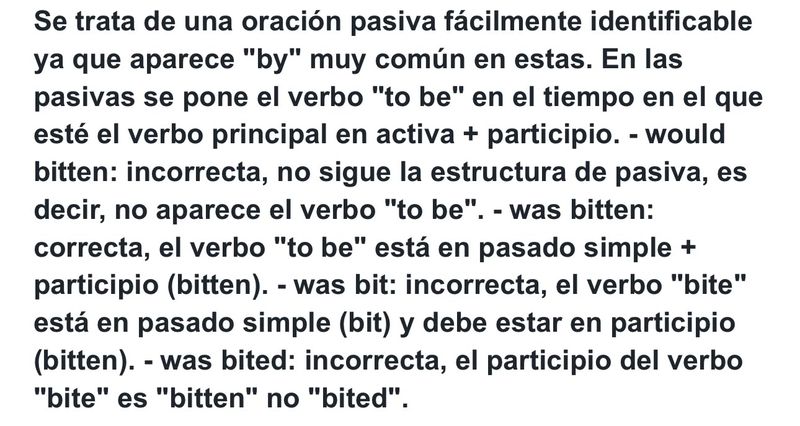 Se trata de una oración pasiva fácilmente identificable
ya que aparece "by" muy común en estas. En las
pasivas se pone el verbo "to be" en el tiempo en el que
esté el verbo principal en activa + participio. - would
bitten: incorrecta, no sigue la estructura de pasiva, es
decir, no aparece el verbo "to be". - was bitten:
correcta, el verbo "to be" está en pasado simple +
participio (bitten). - was bit: incorrecta, el verbo "bite"
está en pasado simple (bit) y debe estar en participio
(bitten). - was bited: incorrecta, el participio del verbo
"bite" es "bitten" no "bited".